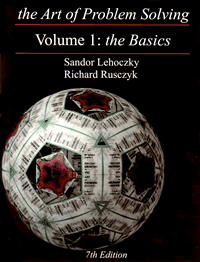 the Art of Problem Solving
Volume 1: the Basics
Sandor Lehoczky
Richard Rusczyk
7th Edition